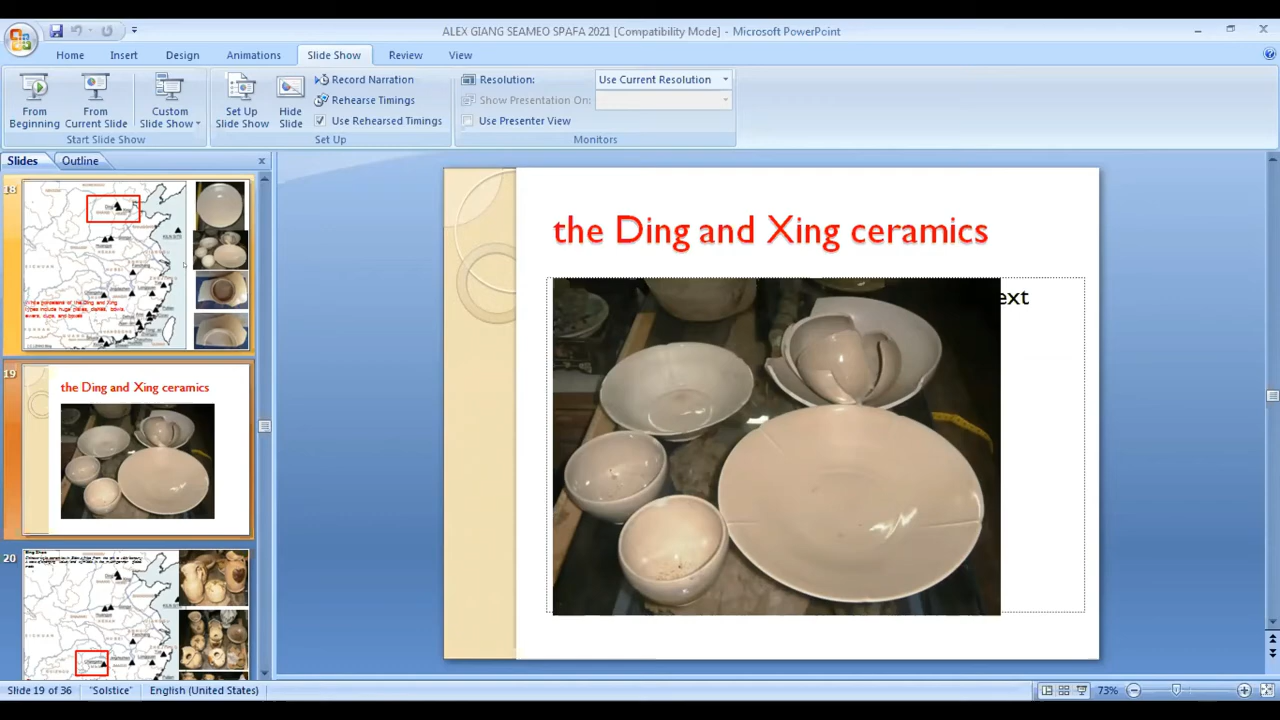 ALEX GIANG SEAMEO SPAFA 2021 [Compatibility Mode] - Microsoft PowerPoint
Home Insert Design Animations Slide Show Review View
From Beginning
From Current Slide
Custom Slide Show
Start Slide Show
Set Up Slide Show
Hide Slide
Record Narration
Rehearse Timings
Use Rehearsed Timings
Set Up
Resolution: Use Current Resolution
Show Presentation On:
Use Presenter View
Monitors
Slides Outline
18
19
the Ding and Xing ceramics
20
the Ding and Xing ceramics
ext
Slide 19 of 36 "Solstice" English (United States) 73%